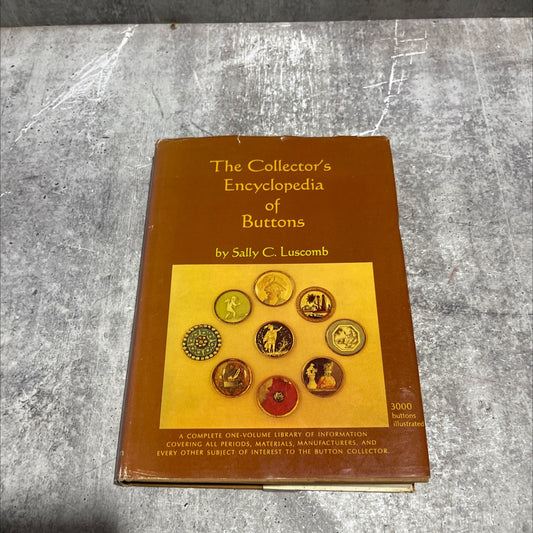 The Collector's
Encyclopedia
of
Buttons
by Sally C. Luscomb
3000
buttons
illustrated
A COMPLETE ONE-VOLUME LIBRARY OF INFORMATION
COVERING ALL PERIODS, MATERIALS, MANUFACTURERS, AND
EVERY OTHER SUBJECT OF INTEREST TO THE BUTTON COLLECTOR.